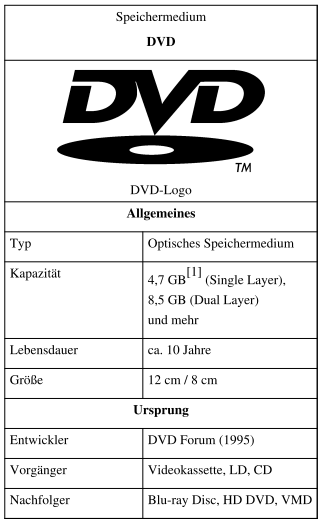 Speichermedium
DVD
DVD
TM
DVD-Logo
Allgemeines
Typ Optisches Speichermedium
Kapazität 4,7 GB[1] (Single Layer),
8,5 GB (Dual Layer)
und mehr
Lebensdauer ca. 10 Jahre
Größe 12 cm / 8 cm
Ursprung
Entwickler DVD Forum (1995)
Vorgänger Videokassette, LD, CD
Nachfolger Blu-ray Disc, HD DVD, VMD